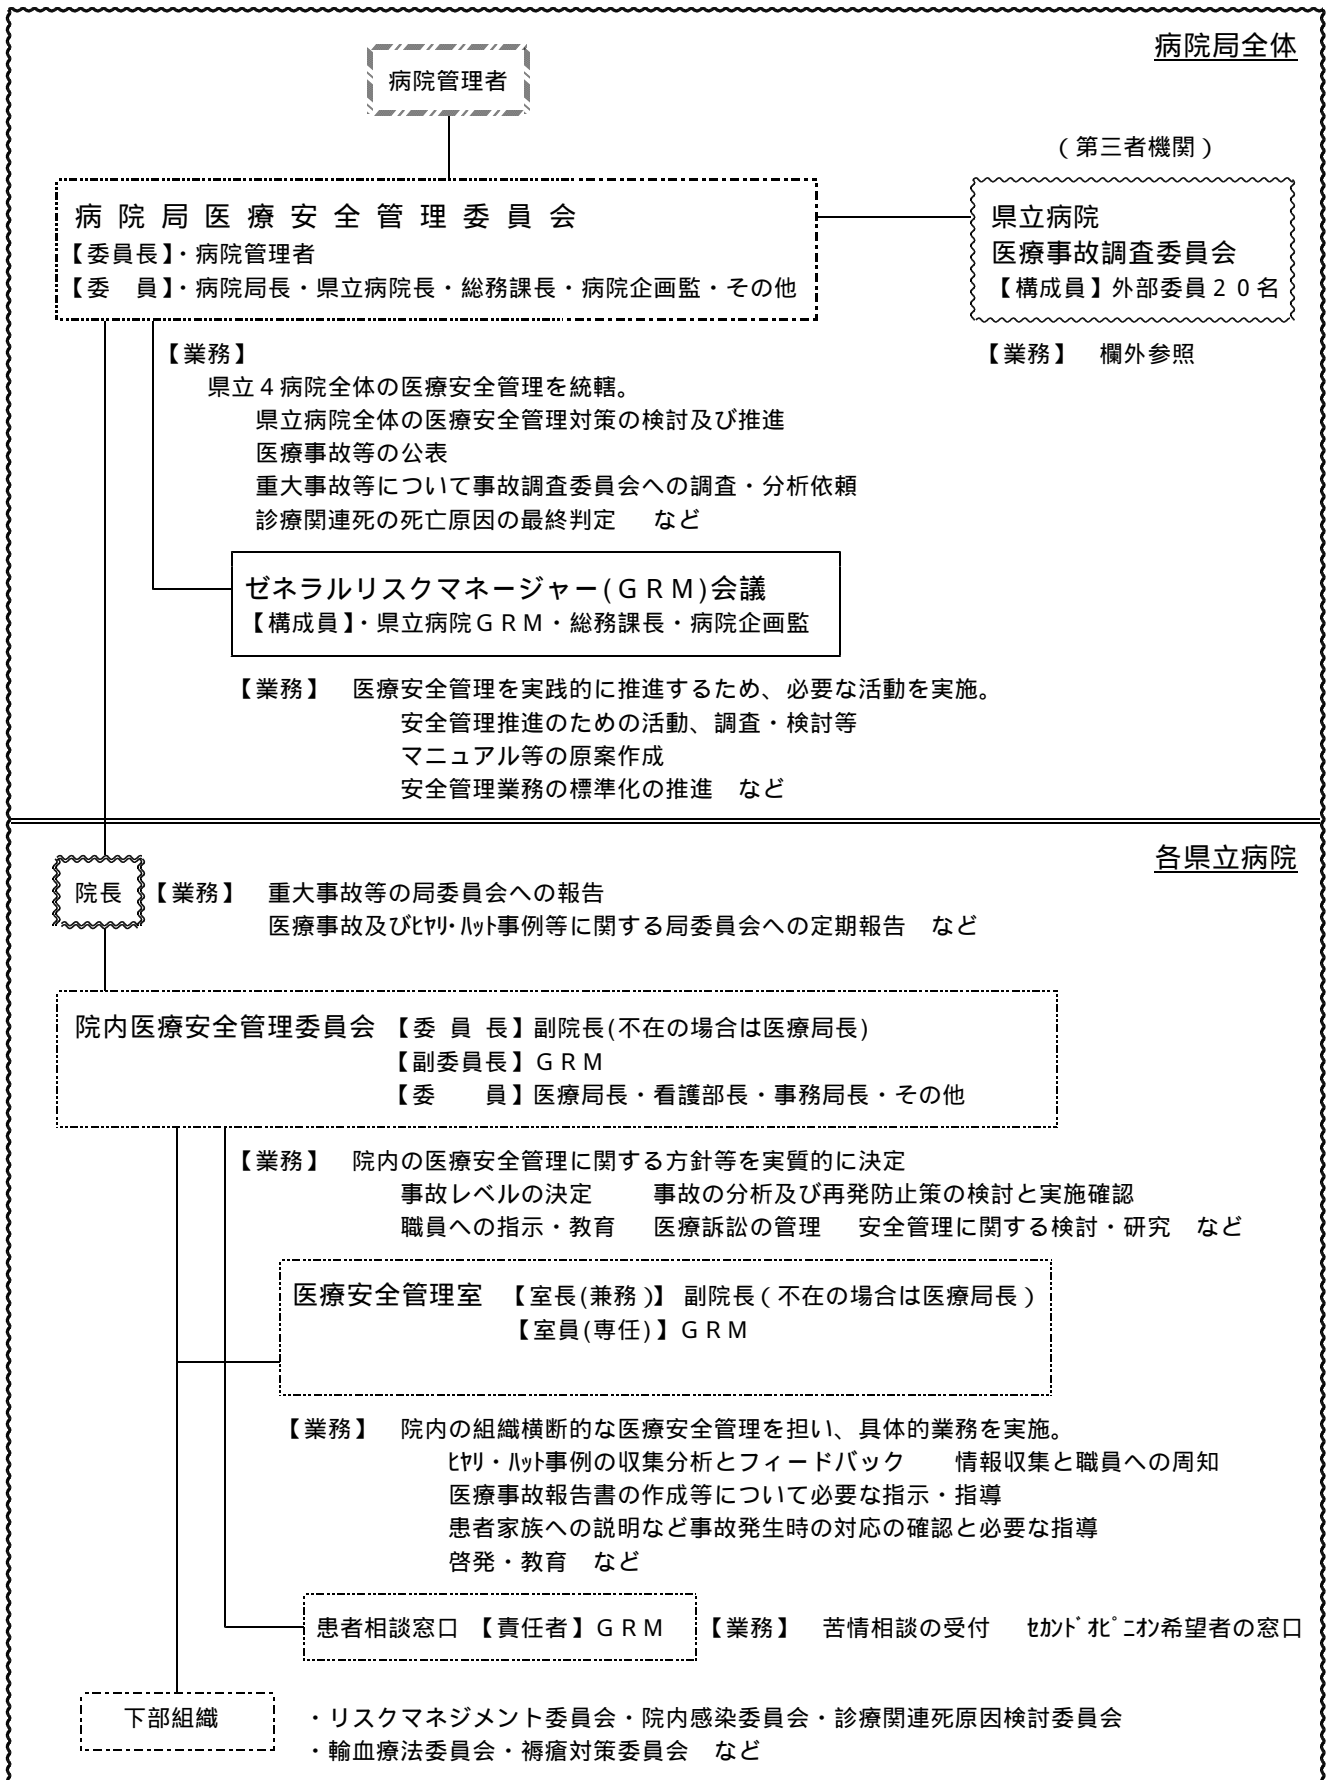 病院局全体
病院管理者
（第三者機関）
病院局医療安全管理委員会
【委員長】・病院管理者
【委　員】・病院局長・県立病院長・総務課長・病院企画監・その他
県立病院
医療事故調査委員会
【構成員】外部委員２０名
【業務】　欄外参照
【業務】
県立４病院全体の医療安全管理を統轄。
県立病院全体の医療安全管理対策の検討及び推進
医療事故等の公表
重大事故等について事故調査委員会への調査・分析依頼
診療関連死の死亡原因の最終判定　など
ゼネラルリスクマネージャー(ＧＲＭ)会議
【構成員】・県立病院ＧＲＭ・総務課長・病院企画監
【業務】　医療安全管理を実践的に推進するため、必要な活動を実施。
安全管理推進のための活動、調査・検討等
マニュアル等の原案作成
安全管理業務の標準化の推進　など
各県立病院
院長　【業務】　重大事故等の局委員会への報告
医療事故及びﾋﾔﾘ・ﾊｯﾄ事例等に関する局委員会への定期報告　など
院内医療安全管理委員会　【委 員 長】副院長(不在の場合は医療局長)
【副委員長】ＧＲＭ
【委　　員】医療局長・看護部長・事務局長・その他
【業務】　院内の医療安全管理に関する方針等を実質的に決定
事故レベルの決定　　事故の分析及び再発防止策の検討と実施確認
職員への指示・教育　医療訴訟の管理　安全管理に関する検討・研究　など
医療安全管理室　【室長(兼務)】 副院長（不在の場合は医療局長）
【室員(専任)】ＧＲＭ
【業務】　院内の組織横断的な医療安全管理を担い、具体的業務を実施。
ﾋﾔﾘ・ﾊｯﾄ事例の収集分析とフィードバック　　情報収集と職員への周知
医療事故報告書の作成等について必要な指示・指導
患者家族への説明など事故発生時の対応の確認と必要な指導
啓発・教育　など
患者相談窓口　【責任者】ＧＲＭ　【業務】　苦情相談の受付　ｾｶﾝﾄﾞｵﾋﾟﾆｵﾝ希望者の窓口
下部組織　・リスクマネジメント委員会・院内感染委員会・診療関連死原因検討委員会
・輸血療法委員会・褥瘡対策委員会　など